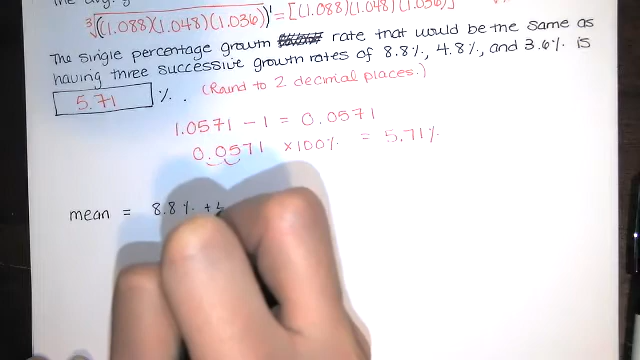 ∛((1.088)(1.048)(1.036))¹ = [(1.088)(1.048)(1.036)]
The single percentage growth rate that would be the same as
having three successive growth rates of 8.8%, 4.8%, and 3.6% is
5.71 %. (Round to 2 decimal places.)
1.0571 - 1 = 0.0571
0.0571 ×100% = 5.71%
mean = 8.8% +